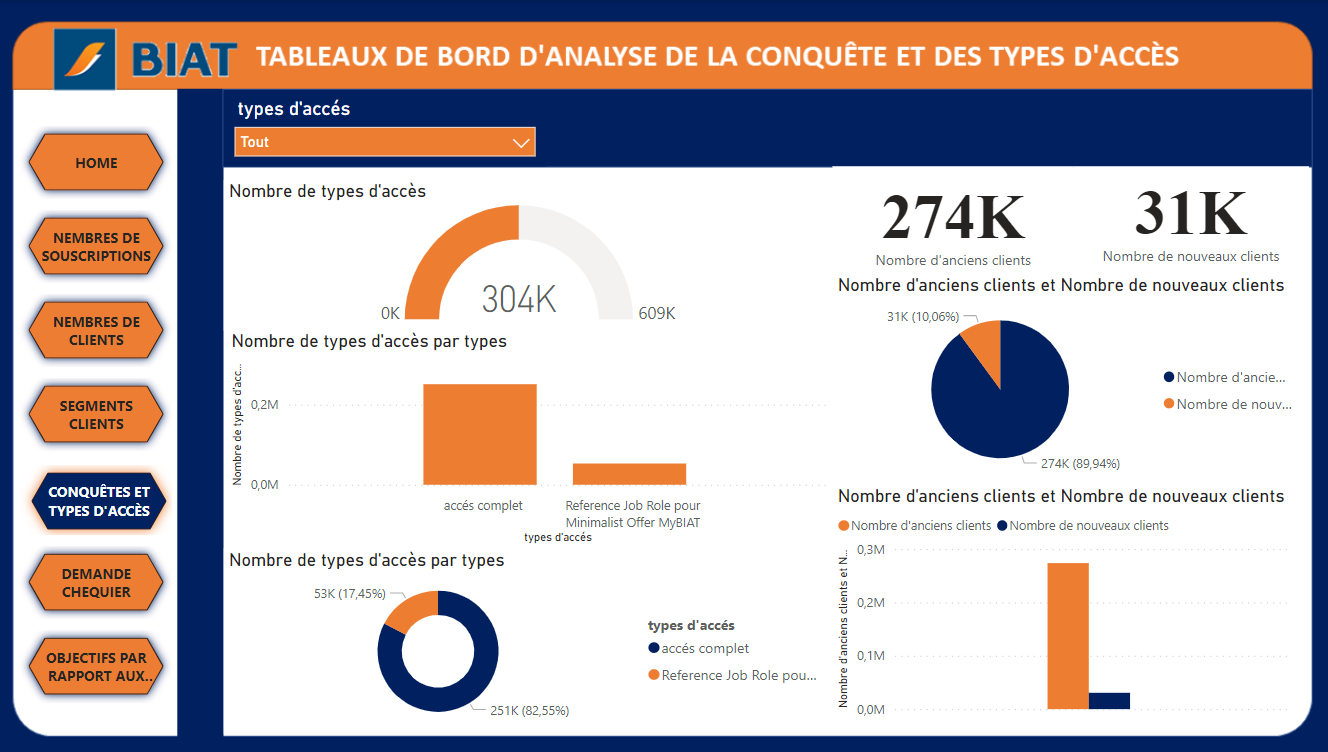 BIAT
TABLEAUX DE BORD D'ANALYSE DE LA CONQUÊTE ET DES TYPES D'ACCÈS
HOME
NEMBRES DE
SOUSCRIPTIONS
NEMBRES DE
CLIENTS
SEGMENTS
CLIENTS
CONQUÊTES ET
TYPES D'ACCÈS
DEMANDE
CHEQUIER
OBJECTIFS PAR
RAPPORT AUX..
types d'accés
Tout
Nombre de types d'accès
304K
0K
609K
Nombre de types d'accès par types
Nombre de types d'acc...
0,2M
0,0M
accés complet
Reference Job Role pour
Minimalist Offer MyBIAT
types d'accés
Nombre de types d'accès par types
53K (17,45%)
251K (82,55%)
types d'accés
accés complet
Reference Job Role pou...
274K
Nombre d'anciens clients
31K
Nombre de nouveaux clients
Nombre d'anciens clients et Nombre de nouveaux clients
31K (10,06%)
274K (89,94%)
Nombre d'ancie...
Nombre de nouv...
Nombre d'anciens clients et Nombre de nouveaux clients
Nombre d'anciens clients
Nombre de nouveaux clients
Nombre d'anciens clients et N...
0,3M
0,2M
0,1M
0,0M